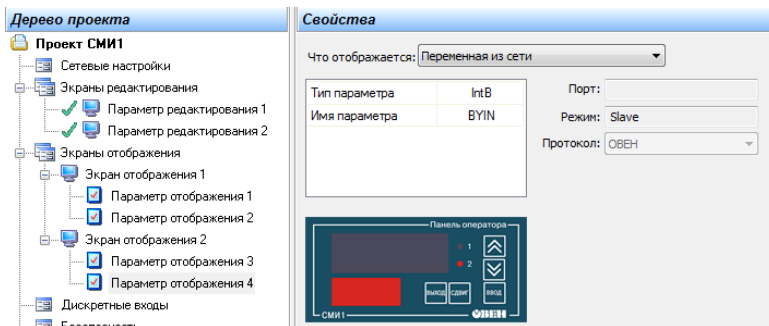 Дерево проекта
Проект СМИ1
Сетевые настройки
Экраны редактирования
Параметр редактирования 1
Параметр редактирования 2
Экраны отображения
Экран отображения 1
Параметр отображения 1
Параметр отображения 2
Экран отображения 2
Параметр отображения 3
Параметр отображения 4
Дискретные входы
Безопасность
Свойства
Что отображается: Переменная из сети
Тип параметра IntB
Имя параметра BYIN
Порт:
Режим: Slave
Протокол: ОВЕН
Панель оператора
1
2
ВЫХОД СДВИГ ВВОД
СМИ1 ОВЕН